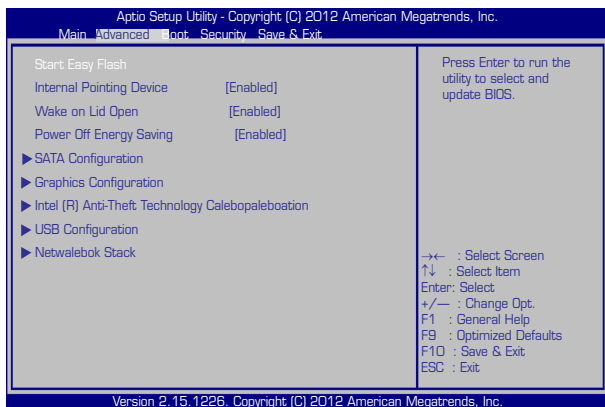 Aptio Setup Utility - Copyright (C) 2012 American Megatrends, Inc.
Main Advanced Boot Security Save & Exit
Start Easy Flash
Internal Pointing Device [Enabled]
Wake on Lid Open [Enabled]
Power Off Energy Saving [Enabled]
SATA Configuration
Graphics Configuration
Intel (R) Anti-Theft Technology Calebopaleboation
USB Configuration
Netwalebok Stack
Press Enter to run the
utility to select and
update BIOS.
→← : Select Screen
↑↓ : Select Item
Enter: Select
+/— : Change Opt.
F1 : General Help
F9 : Optimized Defaults
F10 : Save & Exit
ESC : Exit
Version 2.15.1226. Copyright (C) 2012 American Megatrends, Inc.